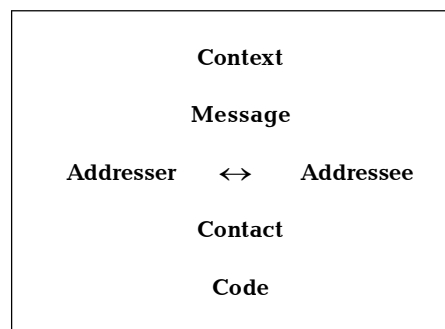 Context
Message
Addresser ↔ Addressee
Contact
Code